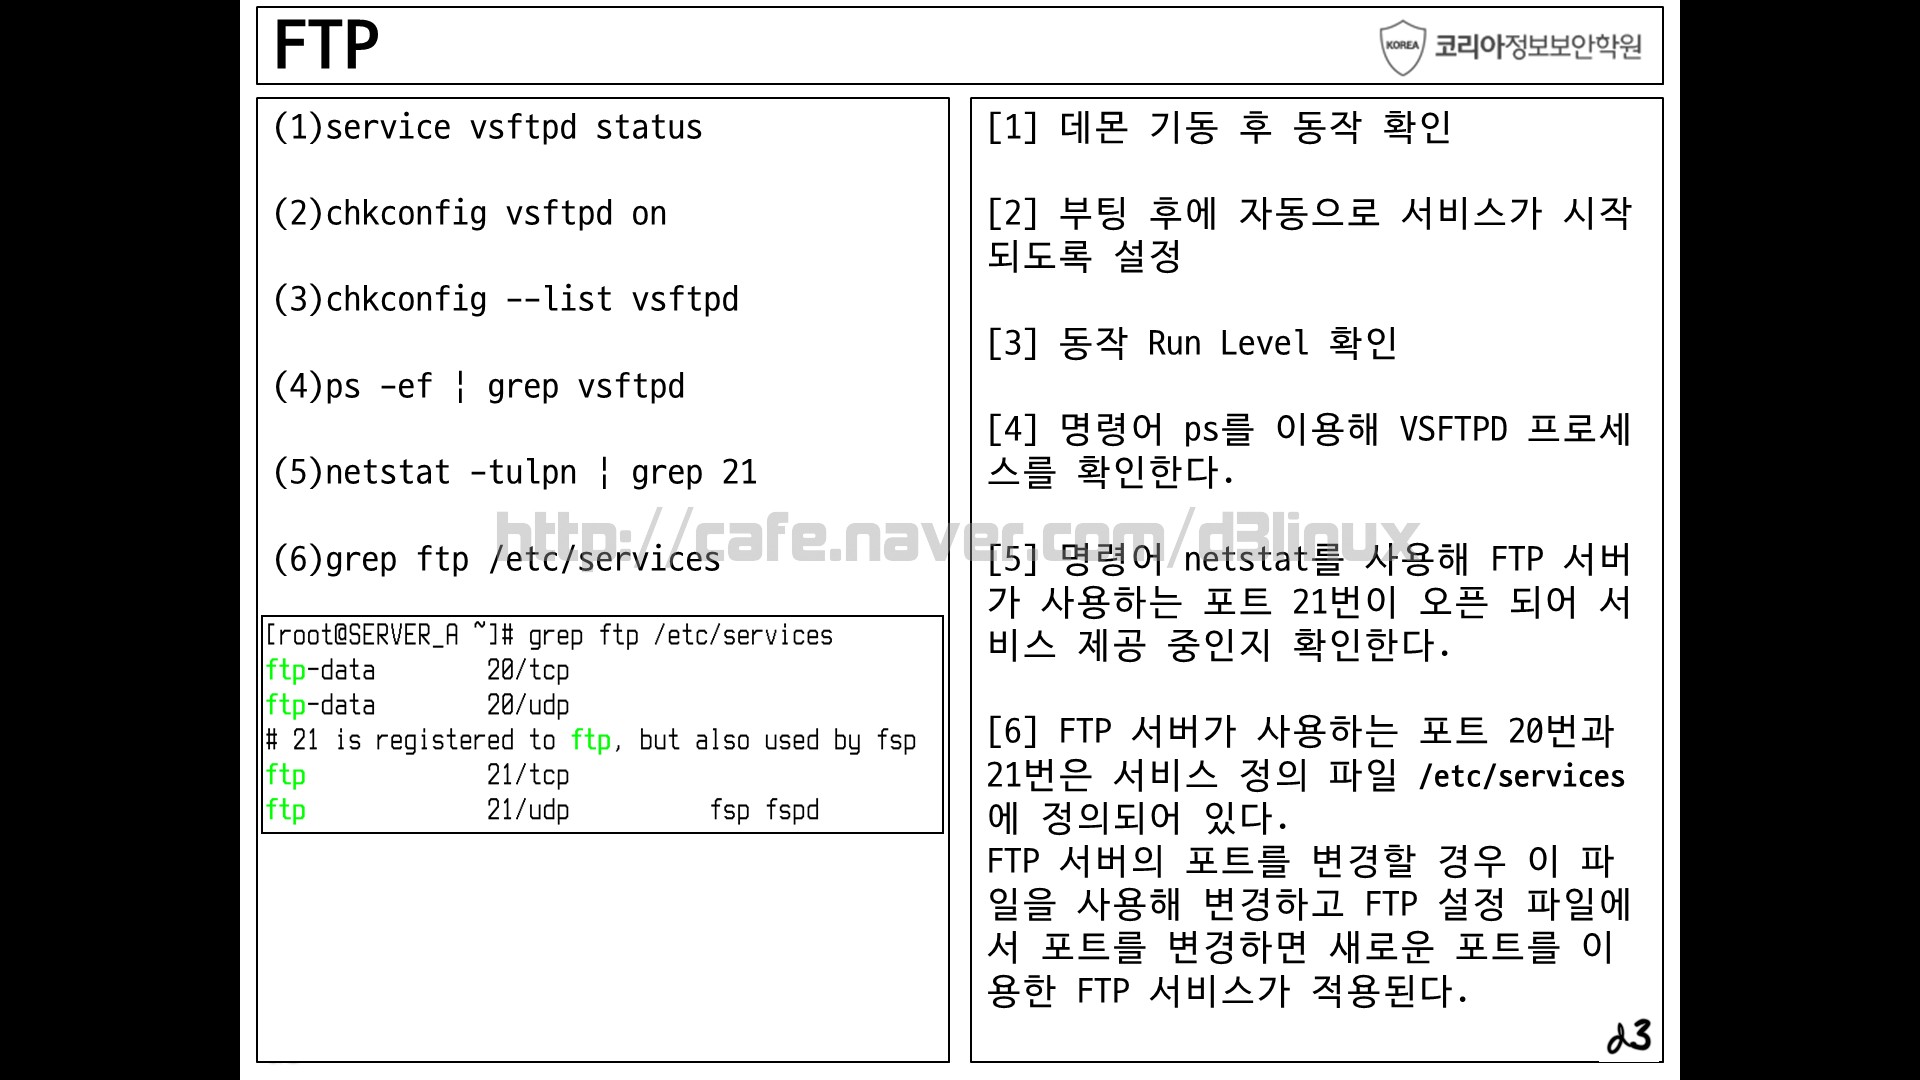 FTP
KOREA 코리아정보보안학원
(1)service vsftpd status
(2)chkconfig vsftpd on
(3)chkconfig --list vsftpd
(4)ps -ef | grep vsftpd
(5)netstat -tulpn | grep 21
(6)grep ftp /etc/services
[root@SERVER_A ~]# grep ftp /etc/services
ftp-data 20/tcp
ftp-data 20/udp
# 21 is registered to ftp, but also used by fsp
ftp 21/tcp
ftp 21/udp fsp fspd
[1] 데몬 기동 후 동작 확인
[2] 부팅 후에 자동으로 서비스가 시작
되도록 설정
[3] 동작 Run Level 확인
[4] 명령어 ps를 이용해 VSFTPD 프로세
스를 확인한다.
[5] 명령어 netstat를 사용해 FTP 서버
가 사용하는 포트 21번이 오픈 되어 서
비스 제공 중인지 확인한다.
[6] FTP 서버가 사용하는 포트 20번과
21번은 서비스 정의 파일 /etc/services
에 정의되어 있다.
FTP 서버의 포트를 변경할 경우 이 파
일을 사용해 변경하고 FTP 설정 파일에
서 포트를 변경하면 새로운 포트를 이
용한 FTP 서비스가 적용된다.
http://cafe.naver.com/d3linux
d3